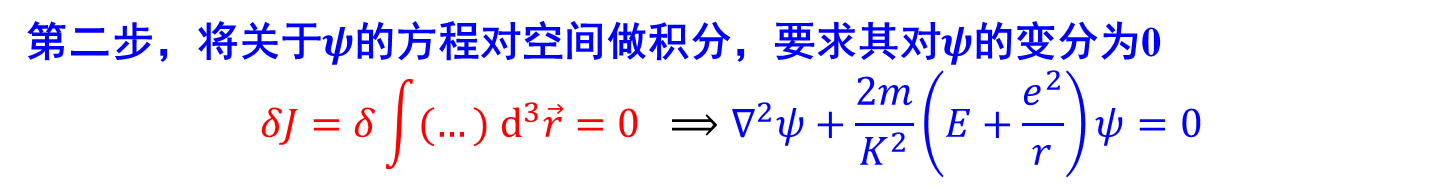 第二步，将关于ψ的方程对空间做积分，要求其对ψ的变分为0
δJ = δ ∫(…) d³r⃗ = 0 ⟹ ∇²ψ + 2m/K² (E + e²/r) ψ = 0